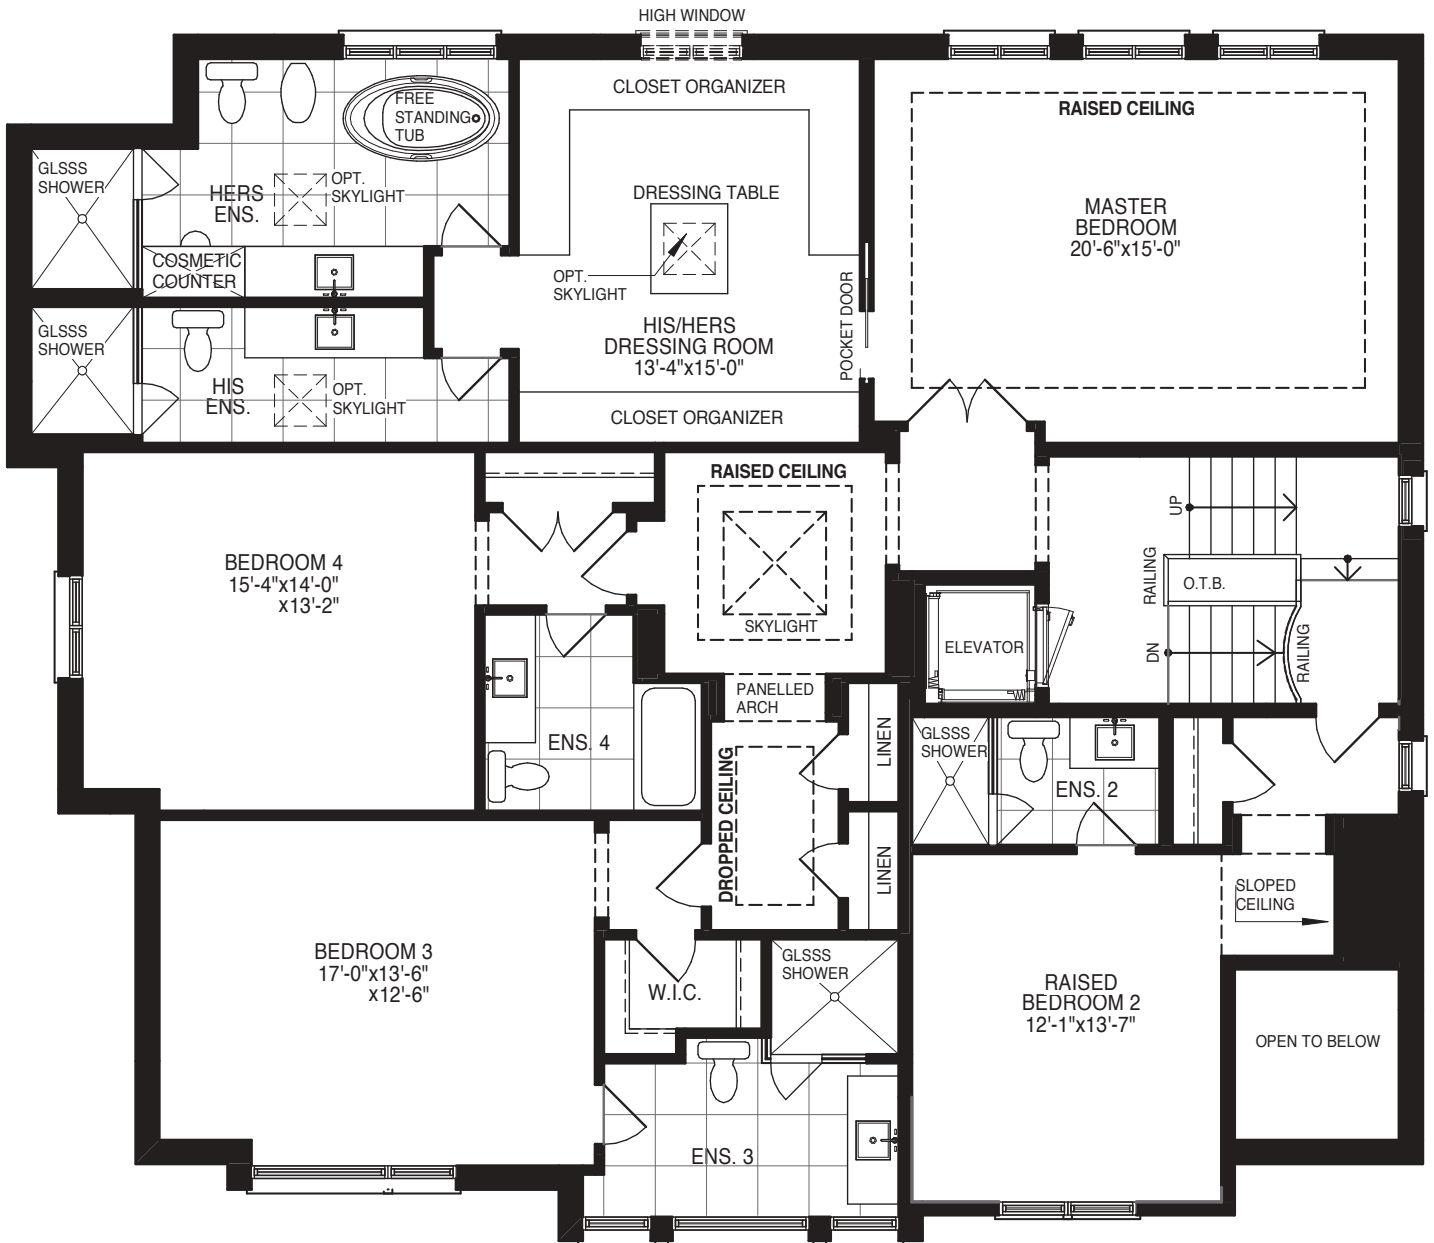 HIGH WINDOW
CLOSET ORGANIZER
FREE
STANDING
TUB
RAISED CEILING
GLSSS
SHOWER
HERS
ENS.
OPT.
SKYLIGHT
DRESSING TABLE
MASTER
BEDROOM
20'-6"x15'-0"
COSMETIC
COUNTER
OPT.
SKYLIGHT
POCKET DOOR
GLSSS
SHOWER
HIS/HERS
DRESSING ROOM
13'-4"x15'-0"
HIS
ENS.
OPT.
SKYLIGHT
CLOSET ORGANIZER
RAISED CEILING
UP
BEDROOM 4
15'-4"x14'-0"
x13'-2"
RAILING
O.T.B.
SKYLIGHT
ELEVATOR
DN
RAILING
PANELLED
ARCH
ENS. 4
LINEN
GLSSS
SHOWER
ENS. 2
DROPPED CEILING
LINEN
SLOPED
CEILING
BEDROOM 3
17'-0"x13'-6"
x12'-6"
W.I.C.
GLSSS
SHOWER
RAISED
BEDROOM 2
12'-1"x13'-7"
OPEN TO BELOW
ENS. 3